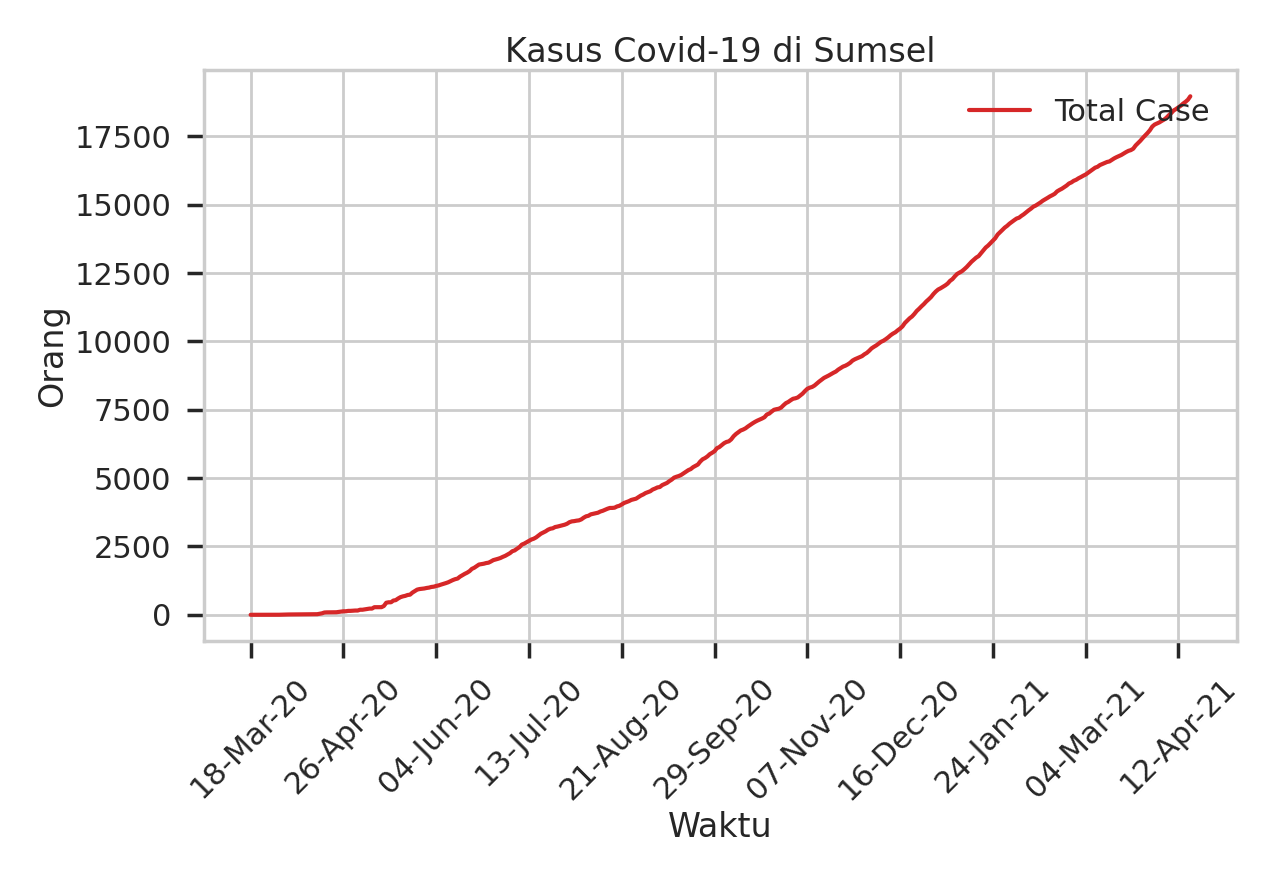 Kasus Covid-19 di Sumsel
Total Case
17500
15000
12500
10000
7500
5000
2500
0
Orang
18-Mar-20
26-Apr-20
04-Jun-20
13-Jul-20
21-Aug-20
29-Sep-20
07-Nov-20
16-Dec-20
24-Jan-21
04-Mar-21
12-Apr-21
Waktu